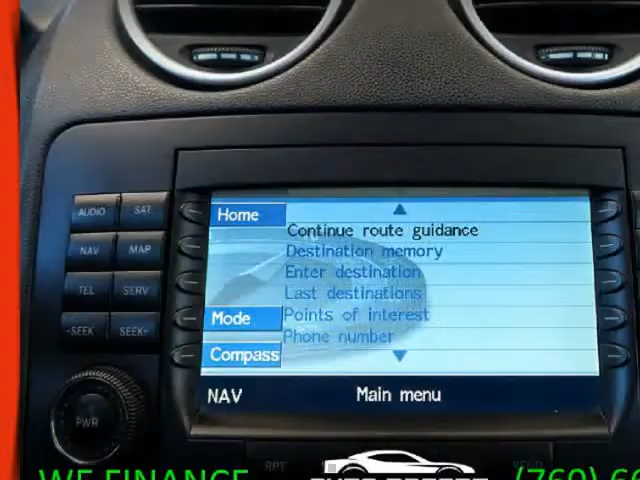 AUDIO SAT
NAV MAP
TEL SERV
-SEEK SEEK-
PWR
Home
Continue route guidance
Destination memory
Enter destination
Last destinations
Mode
Points of interest
Phone number
Compass
NAV Main menu
RPT
WE FINANCE
(760)